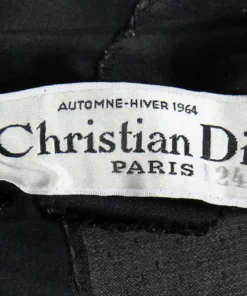 AUTOMNE-HIVER 1964
Christian Di
PARIS 124